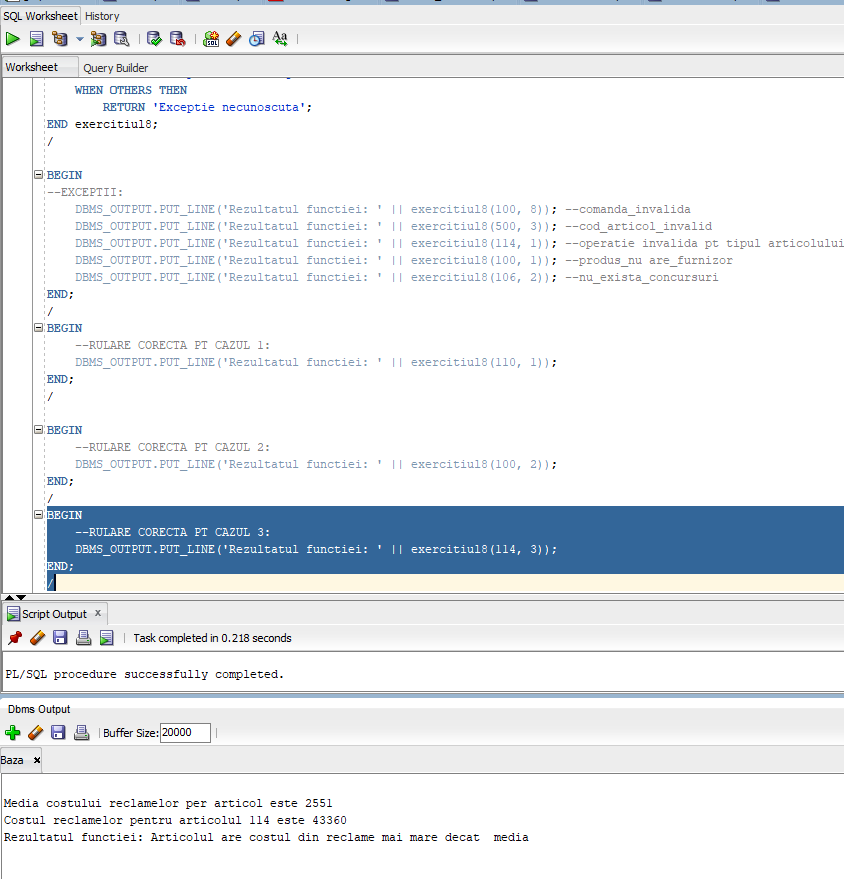 SQL Worksheet History
Worksheet Query Builder
WHEN OTHERS THEN
RETURN 'Exceptie necunoscuta';
END exercitiul8;
/
BEGIN
--EXCEPTII:
DBMS_OUTPUT.PUT_LINE('Rezultatul functiei: ' || exercitiul8(100, 8)); --comanda_invalida
DBMS_OUTPUT.PUT_LINE('Rezultatul functiei: ' || exercitiul8(500, 3)); --cod_articol_invalid
DBMS_OUTPUT.PUT_LINE('Rezultatul functiei: ' || exercitiul8(114, 1)); --operatie invalida pt tipul articolului
DBMS_OUTPUT.PUT_LINE('Rezultatul functiei: ' || exercitiul8(100, 1)); --produs_nu are_furnizor
DBMS_OUTPUT.PUT_LINE('Rezultatul functiei: ' || exercitiul8(106, 2)); --nu_exista_concursuri
END;
/
BEGIN
--RULARE CORECTA PT CAZUL 1:
DBMS_OUTPUT.PUT_LINE('Rezultatul functiei: ' || exercitiul8(110, 1));
END;
/
BEGIN
--RULARE CORECTA PT CAZUL 2:
DBMS_OUTPUT.PUT_LINE('Rezultatul functiei: ' || exercitiul8(100, 2));
END;
/
BEGIN
--RULARE CORECTA PT CAZUL 3:
DBMS_OUTPUT.PUT_LINE('Rezultatul functiei: ' || exercitiul8(114, 3));
END;
/
Script Output x
Task completed in 0.218 seconds
PL/SQL procedure successfully completed.
Dbms Output
Buffer Size: 20000
Baza x
Media costului reclamelor per articol este 2551
Costul reclamelor pentru articolul 114 este 43360
Rezultatul functiei: Articolul are costul din reclame mai mare decat  media